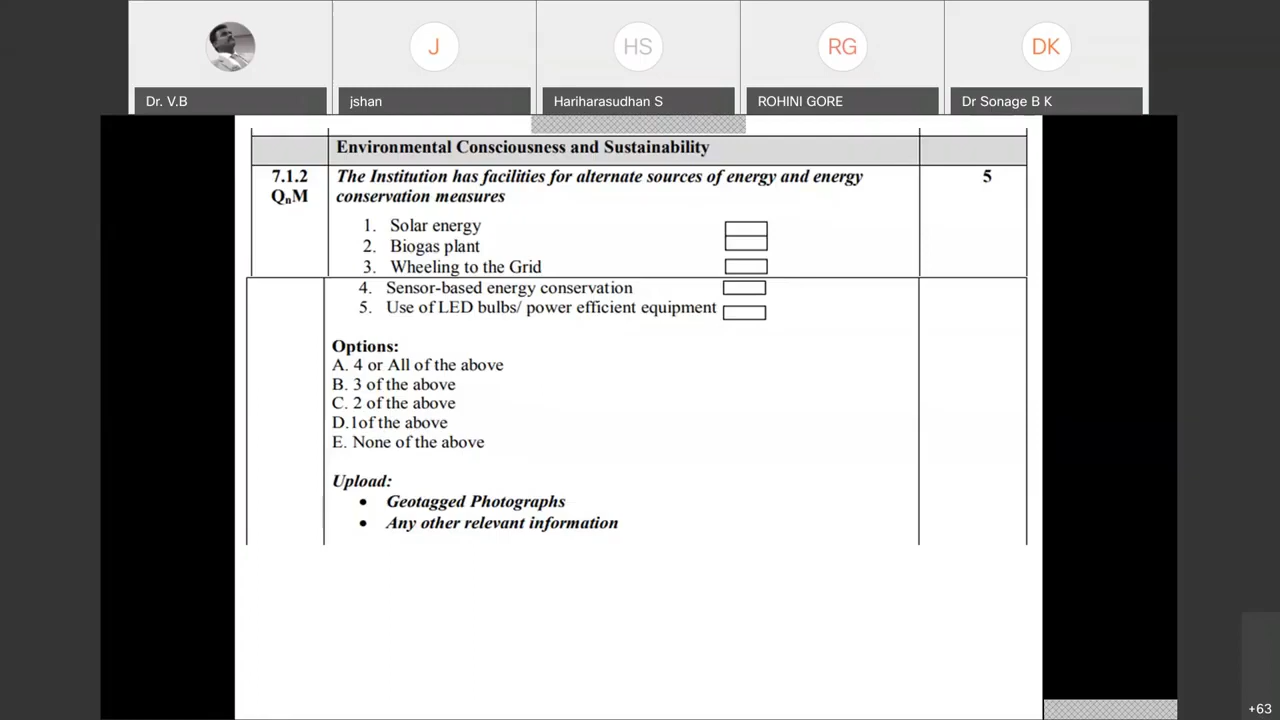 J
HS
RG
DK
Dr. V.B
jshan
Hariharasudhan S
ROHINI GORE
Dr Sonage B K
Environmental Consciousness and Sustainability
7.1.2
QnM
The Institution has facilities for alternate sources of energy and energy
conservation measures
5
1. Solar energy
2. Biogas plant
3. Wheeling to the Grid
4. Sensor-based energy conservation
5. Use of LED bulbs/ power efficient equipment
Options:
A. 4 or All of the above
B. 3 of the above
C. 2 of the above
D.1of the above
E. None of the above
Upload:
• Geotagged Photographs
• Any other relevant information
+63